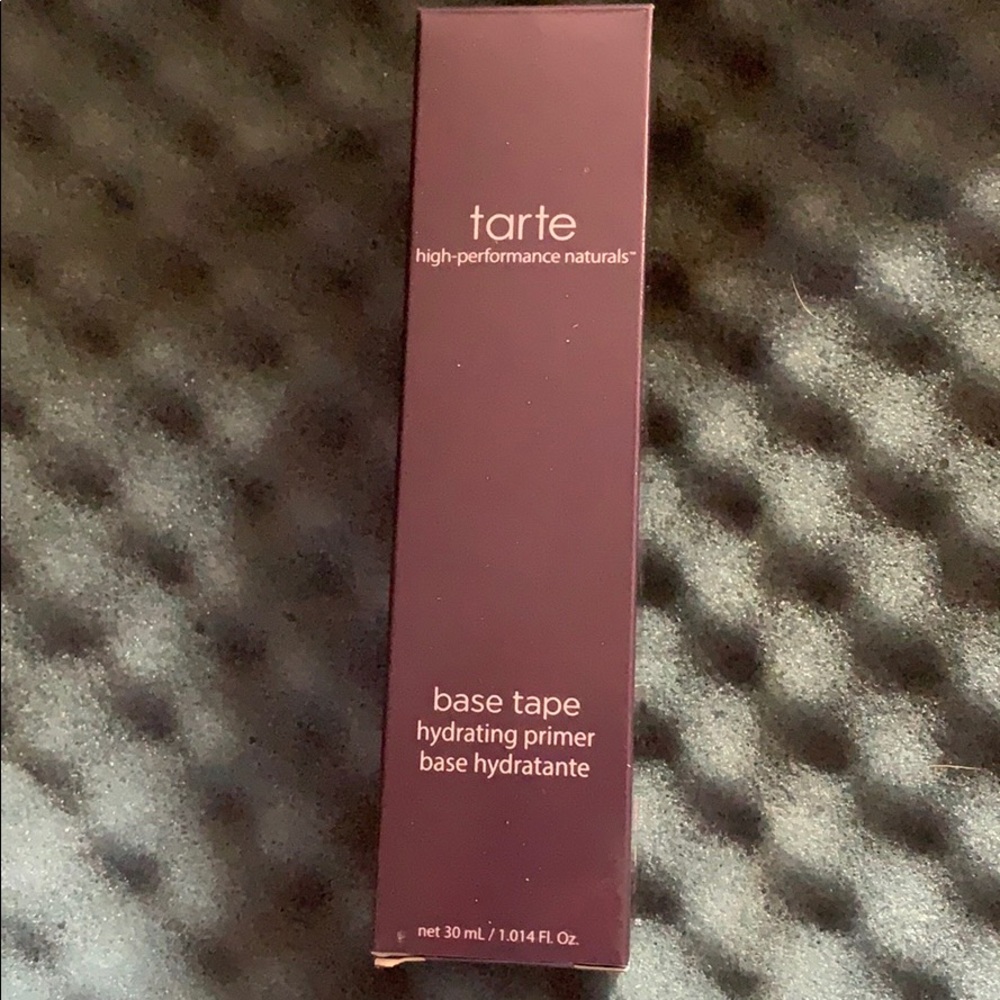 tarte
high-performance naturals™
base tape
hydrating primer
base hydratante
net 30 mL / 1.014 Fl. Oz.